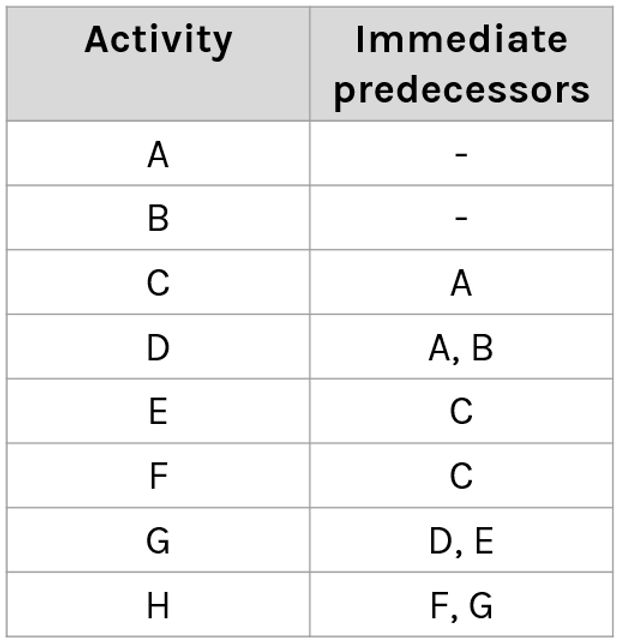 Activity Immediate predecessors
A -
B -
C A
D A, B
E C
F C
G D, E
H F, G